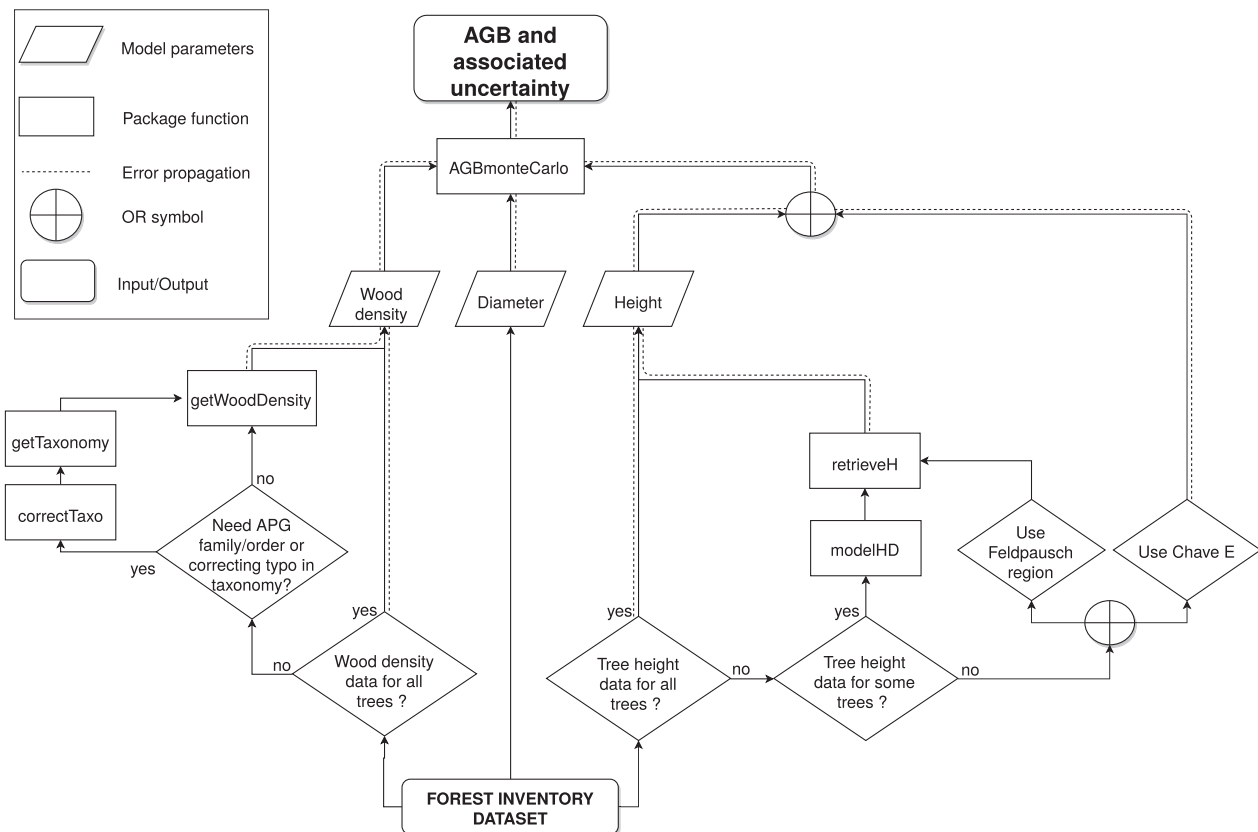 Model parameters
Package function
Error propagation
OR symbol
Input/Output
AGB and
associated
uncertainty
AGBmonteCarlo
Wood
density
Diameter
Height
getWoodDensity
getTaxonomy
correctTaxo
no
Need APG
family/order or
correcting typo in
taxonomy?
yes
retrieveH
modelHD
Use
Feldpausch
region
Use Chave E
yes
no
Wood density
data for all
trees ?
yes
Tree height
data for all
trees ?
no
yes
Tree height
data for some
trees ?
no
FOREST INVENTORY
DATASET